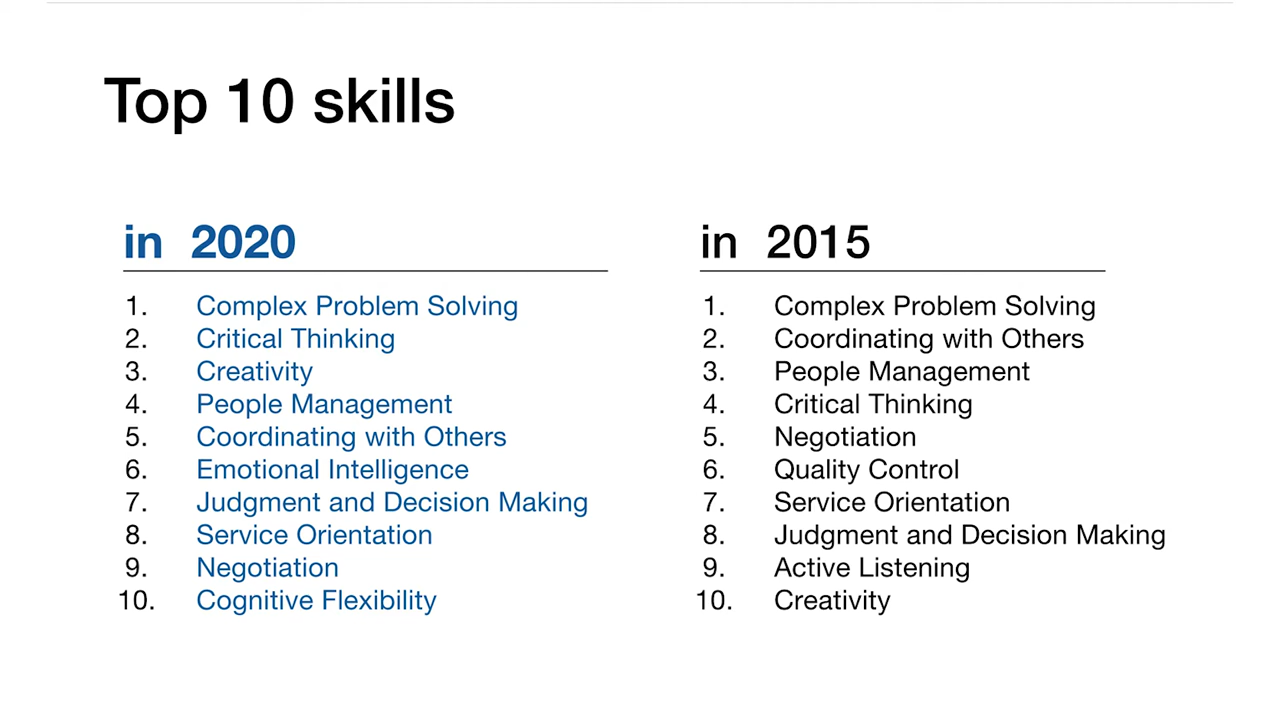 Top 10 skills
in 2020
1. Complex Problem Solving
2. Critical Thinking
3. Creativity
4. People Management
5. Coordinating with Others
6. Emotional Intelligence
7. Judgment and Decision Making
8. Service Orientation
9. Negotiation
10. Cognitive Flexibility
in 2015
1. Complex Problem Solving
2. Coordinating with Others
3. People Management
4. Critical Thinking
5. Negotiation
6. Quality Control
7. Service Orientation
8. Judgment and Decision Making
9. Active Listening
10. Creativity